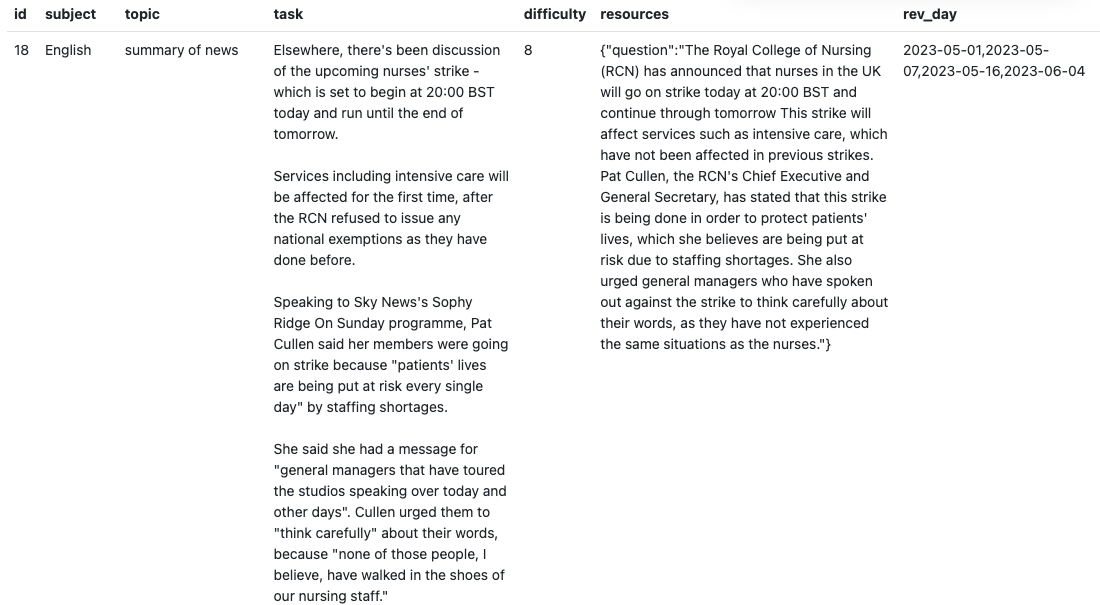 id subject topic task difficulty resources rev_day
18 English summary of news
Elsewhere, there's been discussion
of the upcoming nurses' strike -
which is set to begin at 20:00 BST
today and run until the end of
tomorrow.
Services including intensive care will
be affected for the first time, after
the RCN refused to issue any
national exemptions as they have
done before.
Speaking to Sky News's Sophy
Ridge On Sunday programme, Pat
Cullen said her members were going
on strike because "patients' lives
are being put at risk every single
day" by staffing shortages.
She said she had a message for
"general managers that have toured
the studios speaking over today and
other days". Cullen urged them to
"think carefully" about their words,
because "none of those people, I
believe, have walked in the shoes of
our nursing staff."
8
{"question":"The Royal College of Nursing
(RCN) has announced that nurses in the UK
will go on strike today at 20:00 BST and
continue through tomorrow This strike will
affect services such as intensive care, which
have not been affected in previous strikes.
Pat Cullen, the RCN's Chief Executive and
General Secretary, has stated that this strike
is being done in order to protect patients'
lives, which she believes are being put at
risk due to staffing shortages. She also
urged general managers who have spoken
out against the strike to think carefully about
their words, as they have not experienced
the same situations as the nurses."}
2023-05-01,2023-05-
07,2023-05-16,2023-06-04